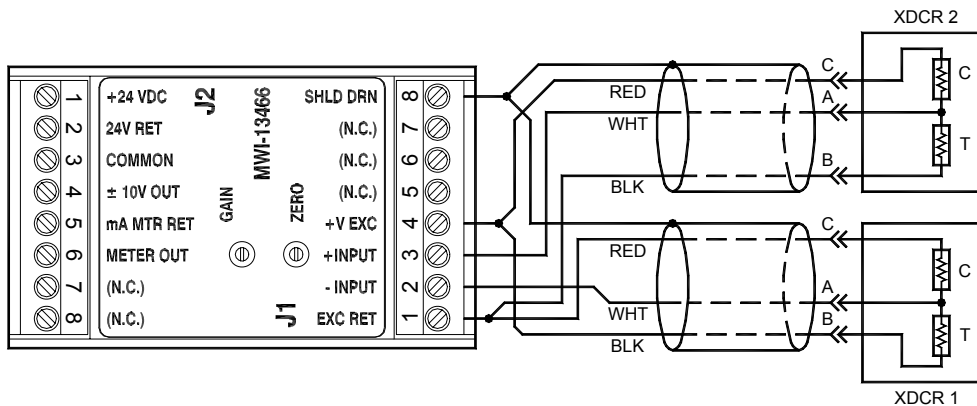 XDCR 2
1 +24 VDC J2 SHLD DRN 8
2 24V RET MWI-13466 (N.C.) 7
3 COMMON (N.C.) 6
4 ± 10V OUT GAIN ZERO (N.C.) 5
5 mA MTR RET +V EXC 4
6 METER OUT +INPUT 3
7 (N.C.) - INPUT 2
8 (N.C.) J1 EXC RET 1
RED C C
WHT A
BLK B T
RED C C
WHT A
BLK B T
XDCR 1